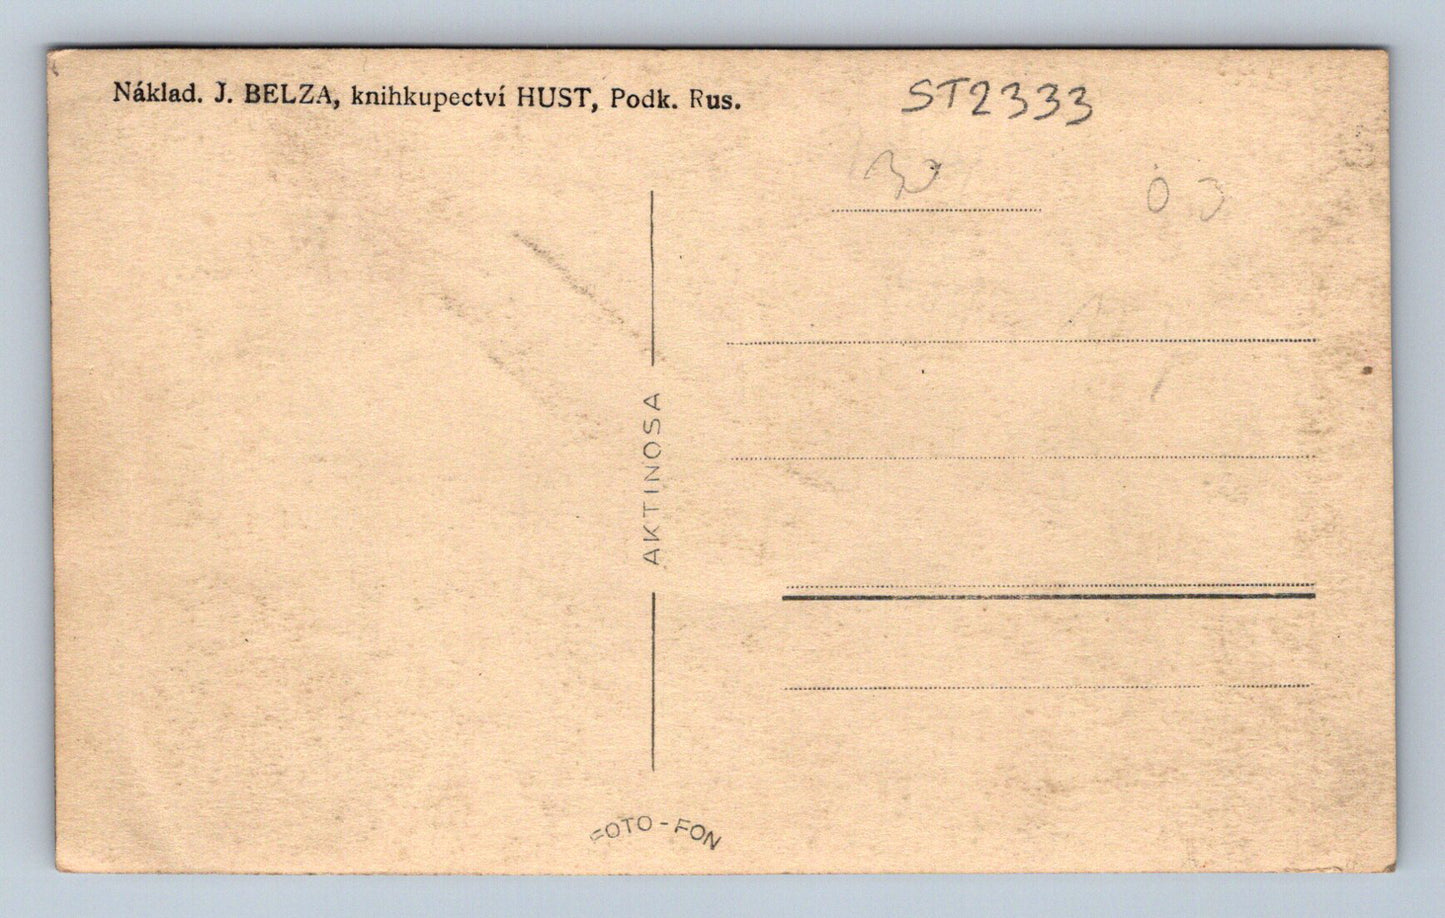 Náklad. J. BELZA, knihkupectví HUST, Podk. Rus.
ST2333
AKTINOSA
FOTO-FON